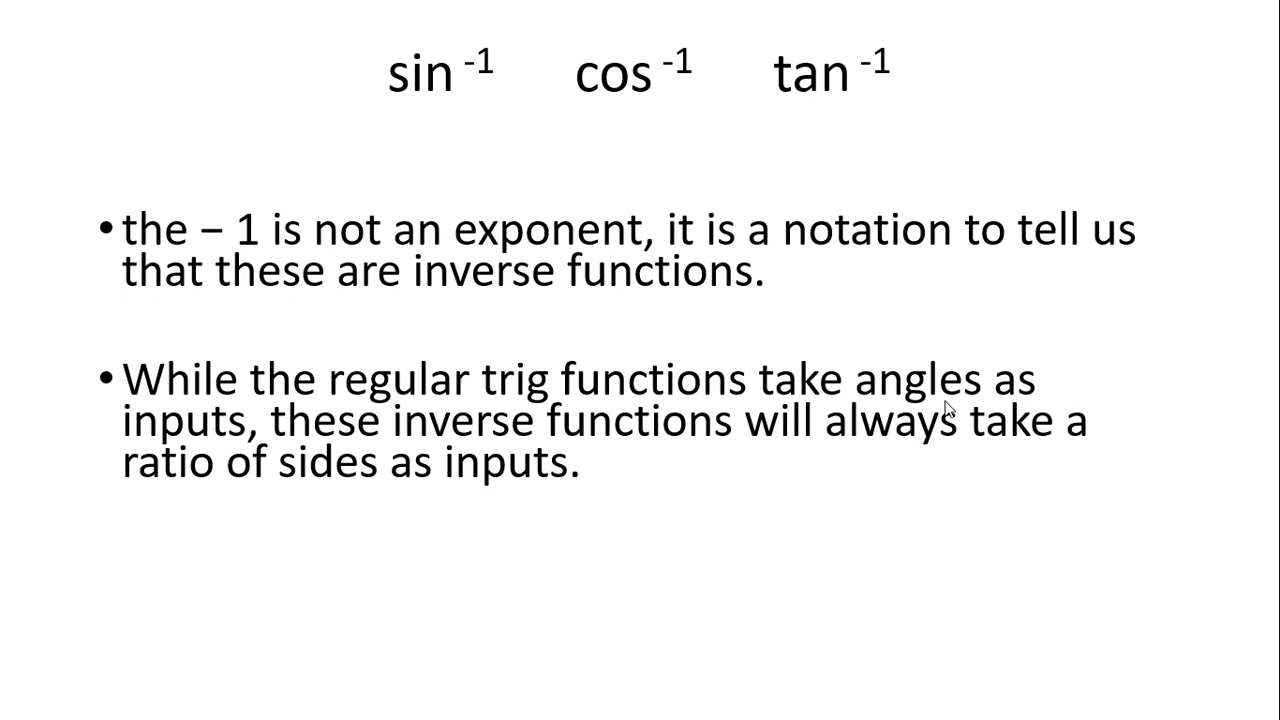 sin -1 cos -1 tan -1
• the – 1 is not an exponent, it is a notation to tell us
that these are inverse functions.
• While the regular trig functions take angles as
inputs, these inverse functions will always take a
ratio of sides as inputs.